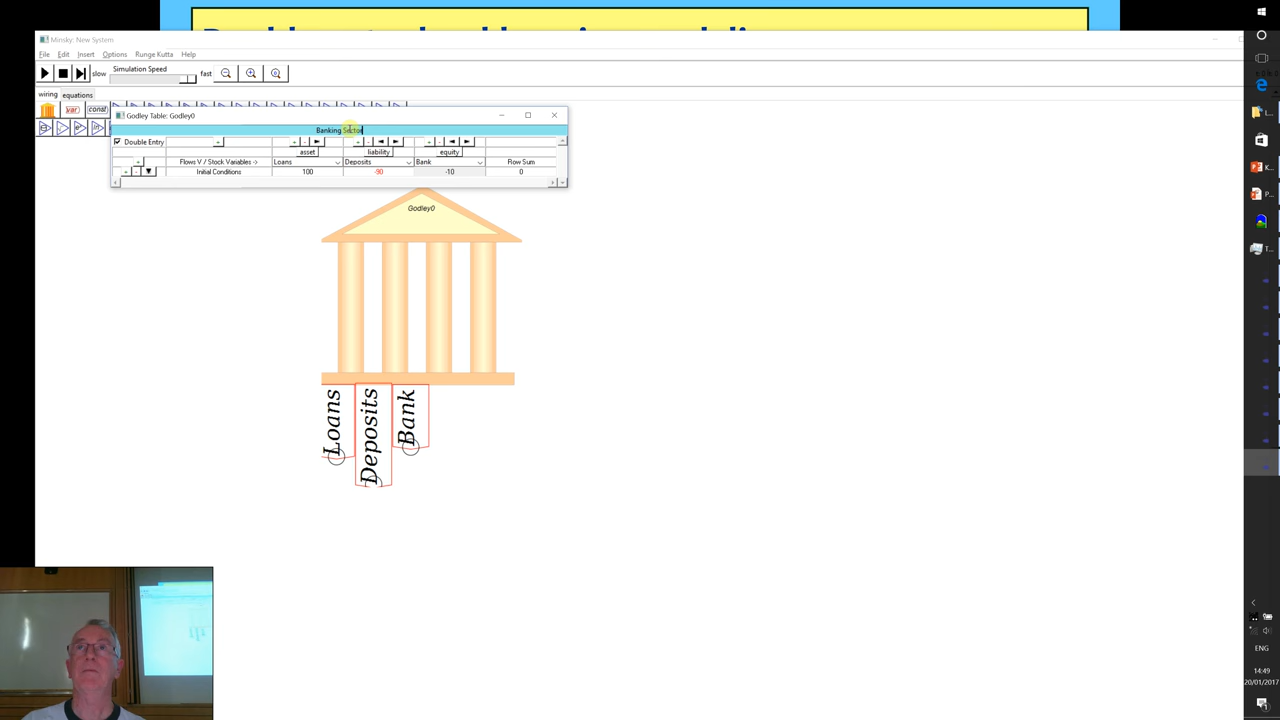 Minsky: New System
File Edit Insert Options Runge Kutta Help
slow Simulation Speed fast
wiring equations
var const
Godley Table: Godley0
Banking Sector
Double Entry + + - + - + -
asset liability equity
+ Flows V / Stock Variables -> Loans Deposits Bank Row Sum
+ - Initial Conditions 100 -90 -10 0
Godley0
Loans
Deposits
Bank
ENG
14:49
20/01/2017